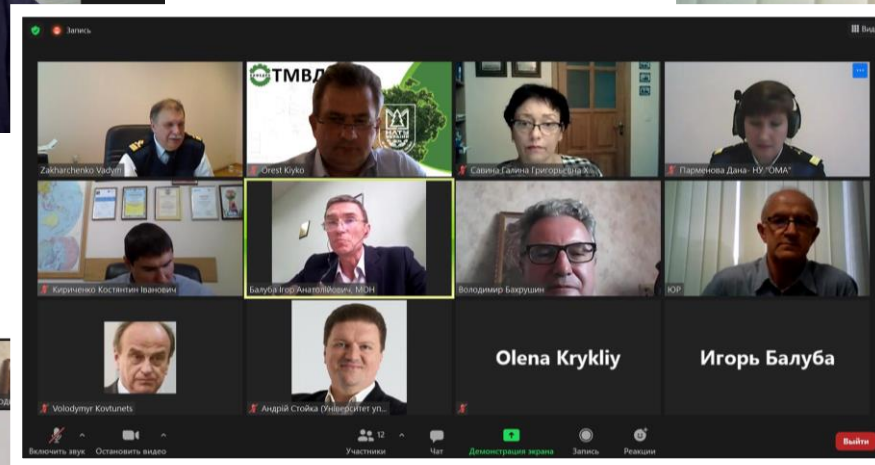 Запись
Вид
ТМВД
Zakharchenko Vadym
Orest Kiyko
Савина Галина Григорьевна Х...
Парменова Дана- НУ "ОМА"
Кириченко Костянтин Іванович
Балуба Ігор Анатолійович, МОН
Володимир Бахрушин
ЮР
Volodymyr Kovtunets
Андрій Стойка (Університет уп...
Olena Krykliy
Игорь Балуба
Включить звук
Остановить видео
12
Участники
Чат
Демонстрация экрана
Запись
Реакции
Выйти